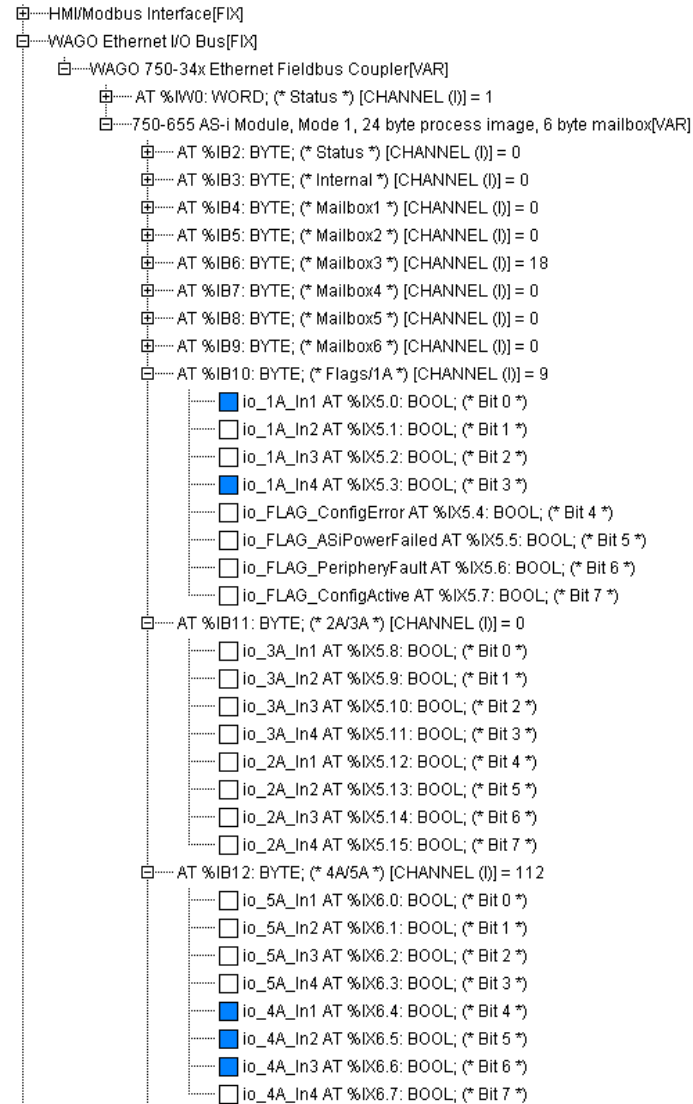 HMI/Modbus Interface[FIX]
WAGO Ethernet I/O Bus[FIX]
WAGO 750-34x Ethernet Fieldbus Coupler[VAR]
AT %IW0: WORD; (* Status *) [CHANNEL (I)] = 1
750-655 AS-i Module, Mode 1, 24 byte process image, 6 byte mailbox[VAR]
AT %IB2: BYTE; (* Status *) [CHANNEL (I)] = 0
AT %IB3: BYTE; (* Internal *) [CHANNEL (I)] = 0
AT %IB4: BYTE; (* Mailbox1 *) [CHANNEL (I)] = 0
AT %IB5: BYTE; (* Mailbox2 *) [CHANNEL (I)] = 0
AT %IB6: BYTE; (* Mailbox3 *) [CHANNEL (I)] = 18
AT %IB7: BYTE; (* Mailbox4 *) [CHANNEL (I)] = 0
AT %IB8: BYTE; (* Mailbox5 *) [CHANNEL (I)] = 0
AT %IB9: BYTE; (* Mailbox6 *) [CHANNEL (I)] = 0
AT %IB10: BYTE; (* Flags/1A *) [CHANNEL (I)] = 9
io_1A_In1 AT %IX5.0: BOOL; (* Bit 0 *)
io_1A_In2 AT %IX5.1: BOOL; (* Bit 1 *)
io_1A_In3 AT %IX5.2: BOOL; (* Bit 2 *)
io_1A_In4 AT %IX5.3: BOOL; (* Bit 3 *)
io_FLAG_ConfigError AT %IX5.4: BOOL; (* Bit 4 *)
io_FLAG_ASiPowerFailed AT %IX5.5: BOOL; (* Bit 5 *)
io_FLAG_PeripheryFault AT %IX5.6: BOOL; (* Bit 6 *)
io_FLAG_ConfigActive AT %IX5.7: BOOL; (* Bit 7 *)
AT %IB11: BYTE; (* 2A/3A *) [CHANNEL (I)] = 0
io_3A_In1 AT %IX5.8: BOOL; (* Bit 0 *)
io_3A_In2 AT %IX5.9: BOOL; (* Bit 1 *)
io_3A_In3 AT %IX5.10: BOOL; (* Bit 2 *)
io_3A_In4 AT %IX5.11: BOOL; (* Bit 3 *)
io_2A_In1 AT %IX5.12: BOOL; (* Bit 4 *)
io_2A_In2 AT %IX5.13: BOOL; (* Bit 5 *)
io_2A_In3 AT %IX5.14: BOOL; (* Bit 6 *)
io_2A_In4 AT %IX5.15: BOOL; (* Bit 7 *)
AT %IB12: BYTE; (* 4A/5A *) [CHANNEL (I)] = 112
io_5A_In1 AT %IX6.0: BOOL; (* Bit 0 *)
io_5A_In2 AT %IX6.1: BOOL; (* Bit 1 *)
io_5A_In3 AT %IX6.2: BOOL; (* Bit 2 *)
io_5A_In4 AT %IX6.3: BOOL; (* Bit 3 *)
io_4A_In1 AT %IX6.4: BOOL; (* Bit 4 *)
io_4A_In2 AT %IX6.5: BOOL; (* Bit 5 *)
io_4A_In3 AT %IX6.6: BOOL; (* Bit 6 *)
io_4A_In4 AT %IX6.7: BOOL; (* Bit 7 *)